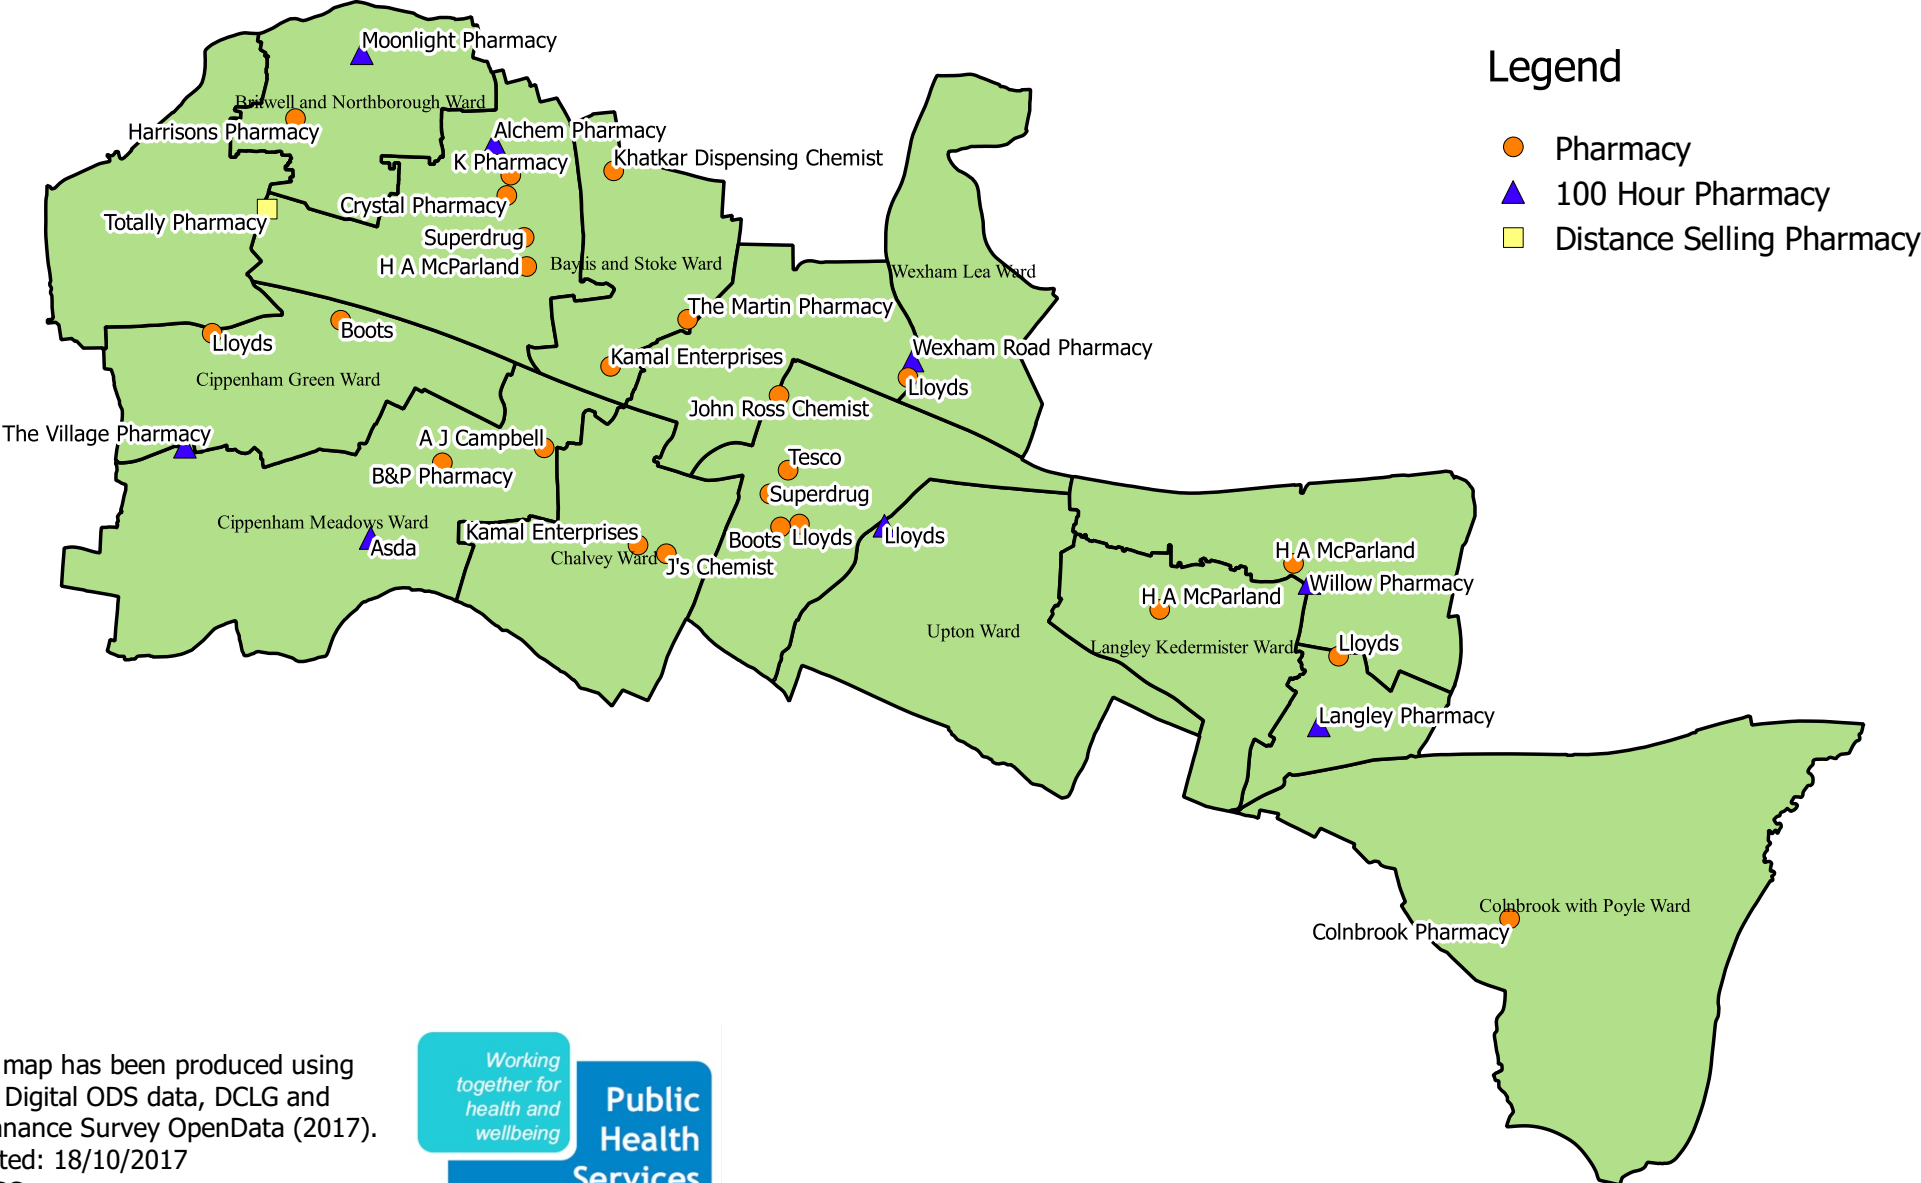 Moonlight Pharmacy
Britwell and Northborough Ward
Harrisons Pharmacy
Alchem Pharmacy
K Pharmacy
Khatkar Dispensing Chemist
Crystal Pharmacy
Totally Pharmacy
Superdrug
H A McParland
Baylis and Stoke Ward
Wexham Lea Ward
The Martin Pharmacy
Boots
Lloyds
Kamal Enterprises
Wexham Road Pharmacy
Lloyds
Cippenham Green Ward
John Ross Chemist
The Village Pharmacy
A J Campbell
B&P Pharmacy
Tesco
Superdrug
Cippenham Meadows Ward
Asda
Kamal Enterprises
Chalvey Ward
J's Chemist
Boots
Lloyds
Lloyds
H A McParland
Willow Pharmacy
H A McParland
Upton Ward
Langley Kedermister Ward
Lloyds
Langley Pharmacy
Colnbrook with Poyle Ward
Colnbrook Pharmacy
Legend
Pharmacy
100 Hour Pharmacy
Distance Selling Pharmacy
map has been produced using
Digital ODS data, DCLG and
nance Survey OpenData (2017).
ted: 18/10/2017
Working
together for
health and
wellbeing
Public
Health
Services